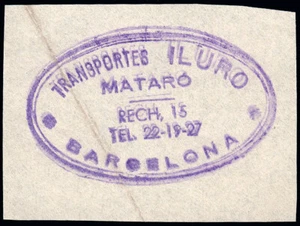 TRANSPORTES ILURO
MATARÓ
RECH, 15
TEL. 22-19-27
BARCELONA